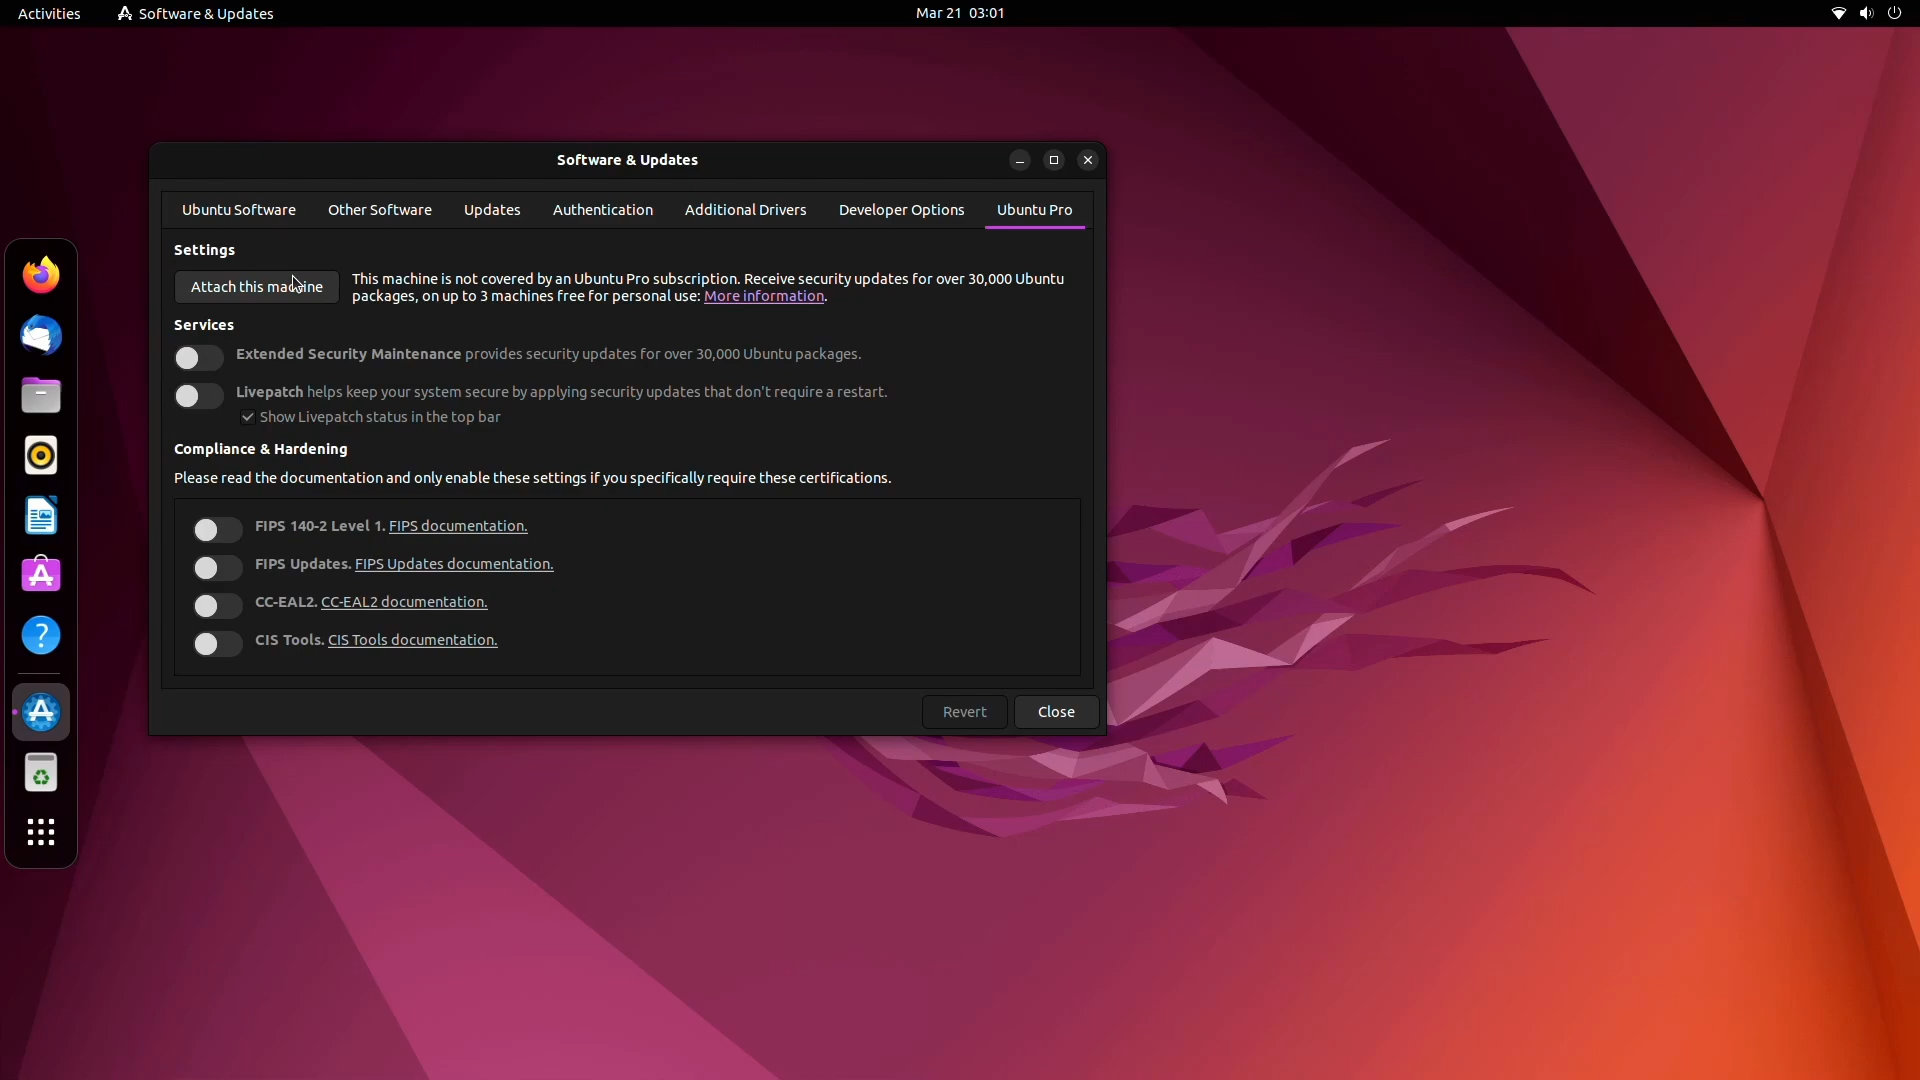 Activities
Software & Updates
Mar 21 03:01
Software & Updates
Ubuntu Software
Other Software
Updates
Authentication
Additional Drivers
Developer Options
Ubuntu Pro
Settings
Attach this machine
This machine is not covered by an Ubuntu Pro subscription. Receive security updates for over 30,000 Ubuntu
packages, on up to 3 machines free for personal use: More information.
Services
Extended Security Maintenance provides security updates for over 30,000 Ubuntu packages.
Livepatch helps keep your system secure by applying security updates that don't require a restart.
Show Livepatch status in the top bar
Compliance & Hardening
Please read the documentation and only enable these settings if you specifically require these certifications.
FIPS 140-2 Level 1. FIPS documentation.
FIPS Updates. FIPS Updates documentation.
CC-EAL2. CC-EAL2 documentation.
CIS Tools. CIS Tools documentation.
Revert
Close